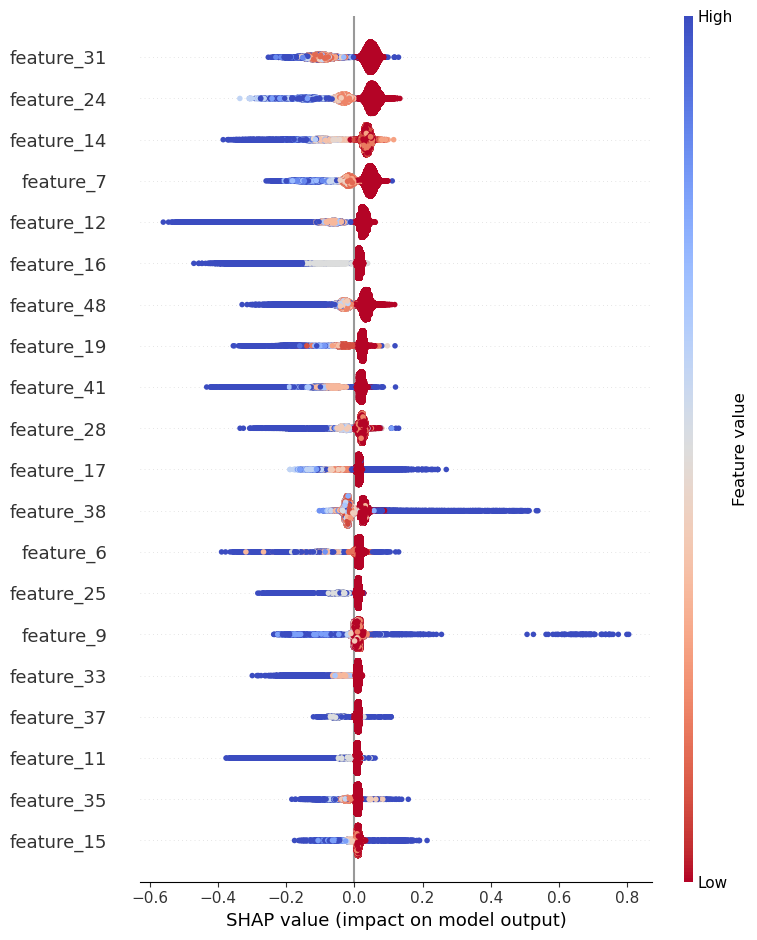 High
feature_31
feature_24
feature_14
feature_7
feature_12
feature_16
feature_48
feature_19
feature_41
feature_28
feature_17
feature_38
feature_6
feature_25
feature_9
feature_33
feature_37
feature_11
feature_35
feature_15
Feature value
Low
−0.6 −0.4 −0.2 0.0 0.2 0.4 0.6 0.8
SHAP value (impact on model output)